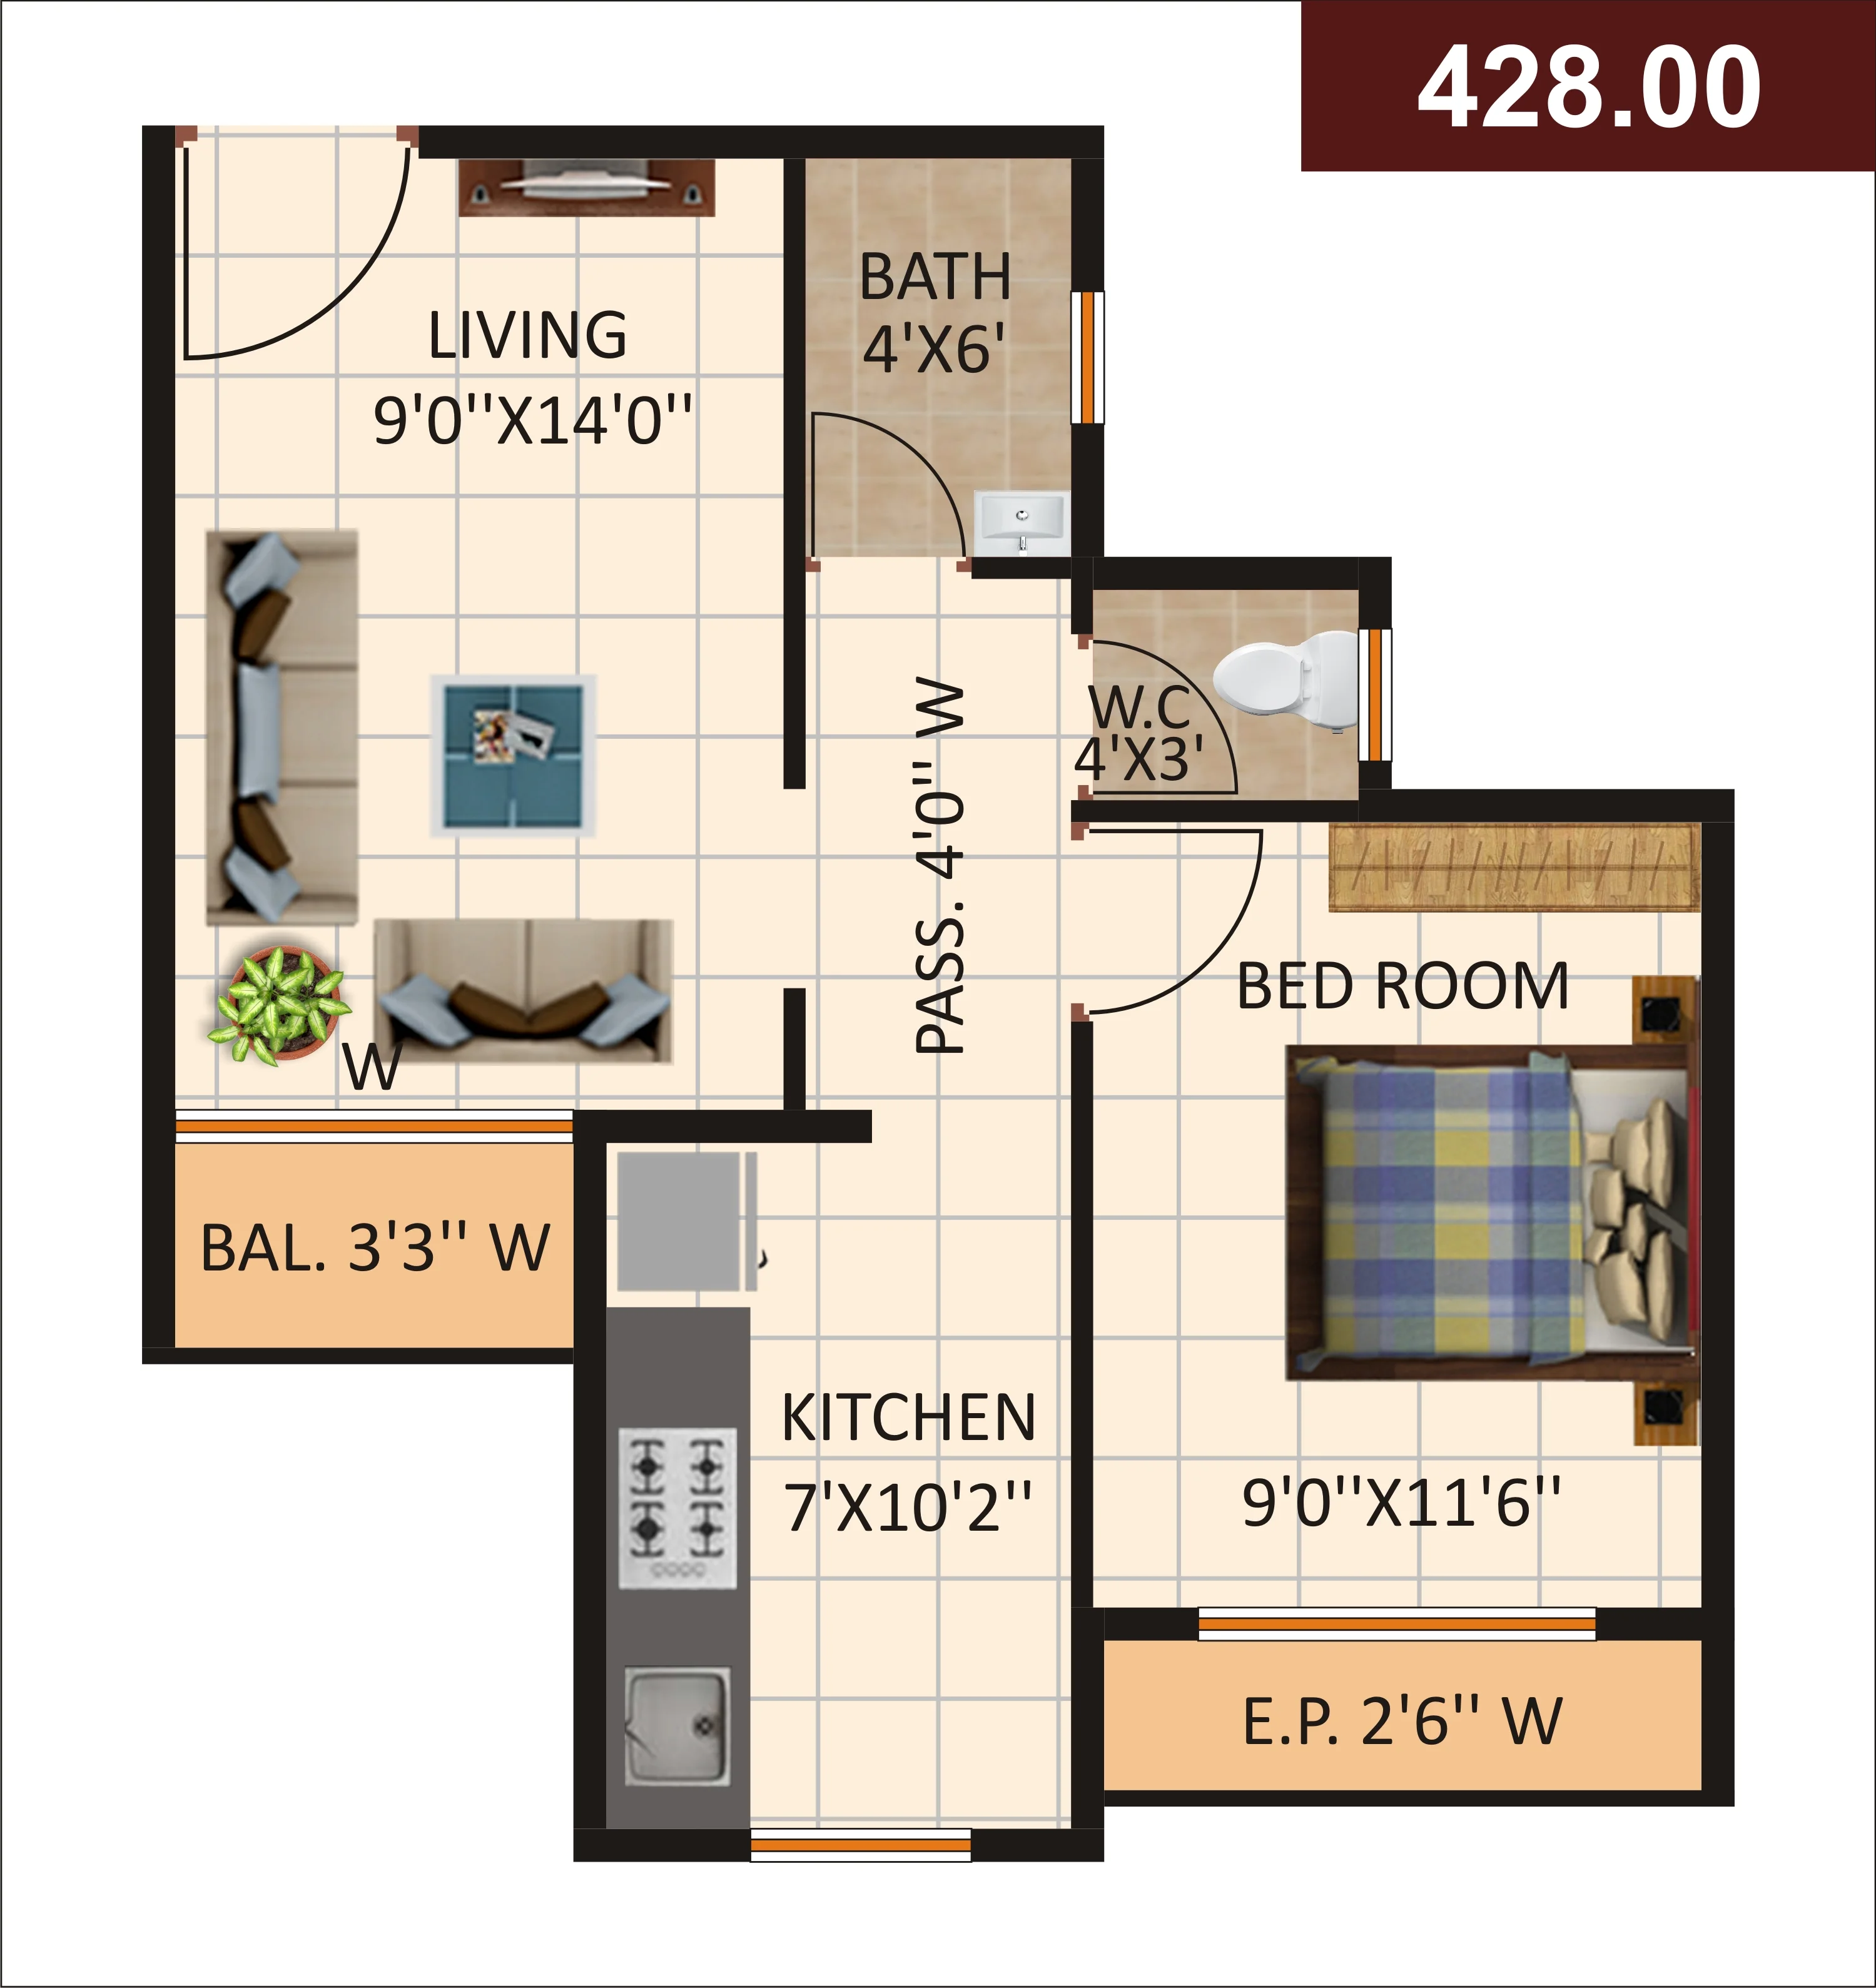 428.00
BATH
4'X6'
LIVING
9'0''X14'0''
W.C
4'X3'
PASS. 4'0'' W
BED ROOM
W
BAL. 3'3'' W
KITCHEN
7'X10'2''
9'0''X11'6''
E.P. 2'6'' W